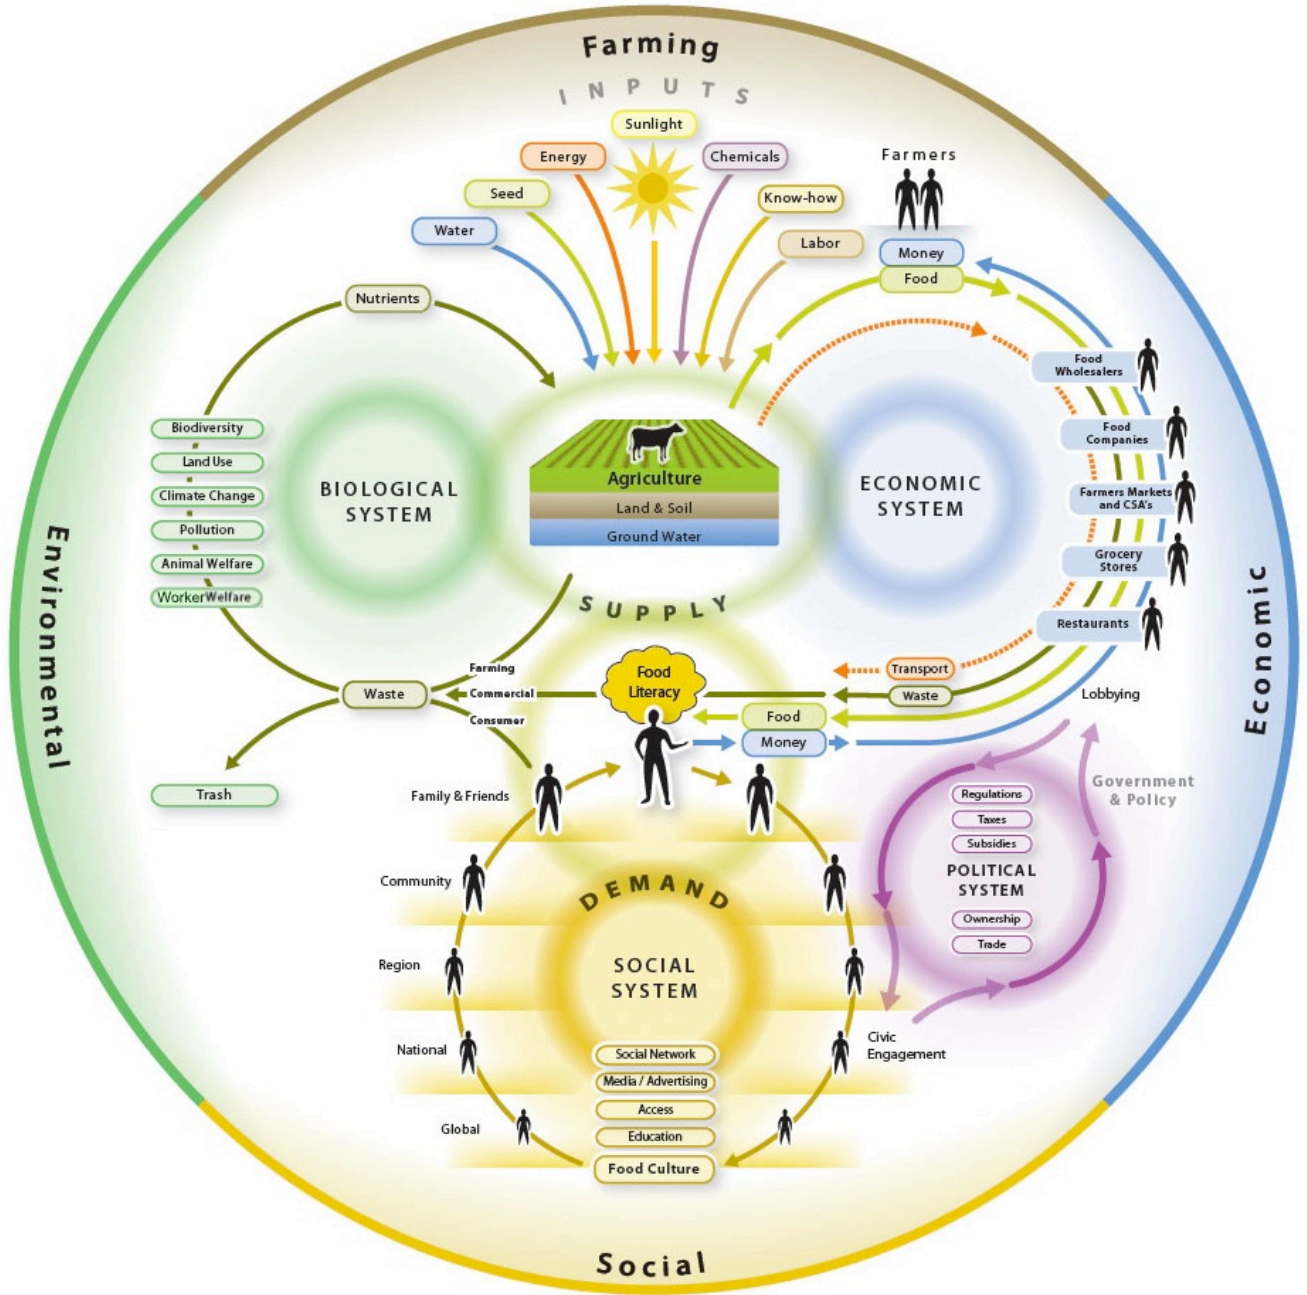 Farming
INPUTS
Sunlight
Energy
Chemicals
Seed
Know-how
Water
Labor
Farmers
Money
Food
Nutrients
Food
Wholesalers
Food
Companies
Farmers Markets
and CSA's
Grocery
Stores
Restaurants
Biodiversity
Land Use
Climate Change
Pollution
Animal Welfare
WorkerWelfare
BIOLOGICAL
SYSTEM
Agriculture
Land & Soil
Ground Water
ECONOMIC
SYSTEM
SUPPLY
Environmental
Economic
Farming
Commercial
Consumer
Waste
Trash
Food
Literacy
Transport
Waste
Food
Money
Lobbying
Government
& Policy
Regulations
Taxes
Subsidies
POLITICAL
SYSTEM
Ownership
Trade
Civic
Engagement
Family & Friends
Community
Region
National
Global
DEMAND
SOCIAL
SYSTEM
Social Network
Media / Advertising
Access
Education
Food Culture
Social